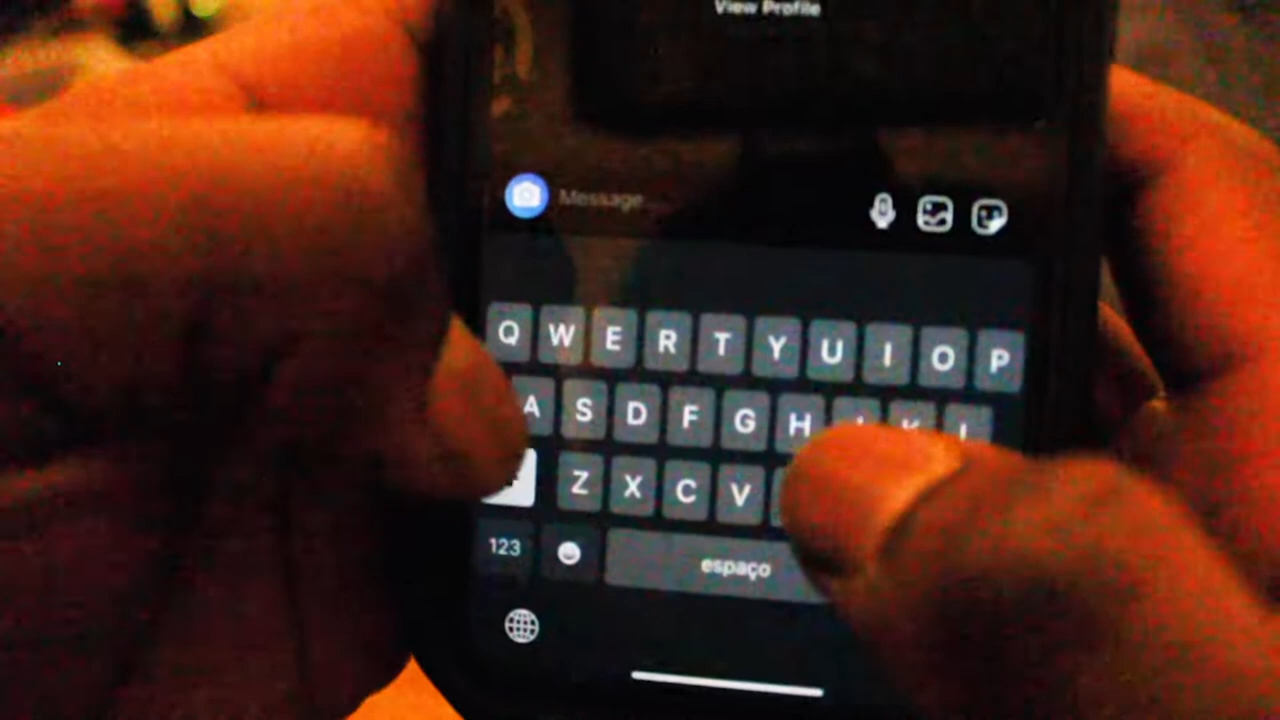 View Profile
Message...
Q W E R T Y U I O P
A S D F G H J K L
Z X C V
123 espaço